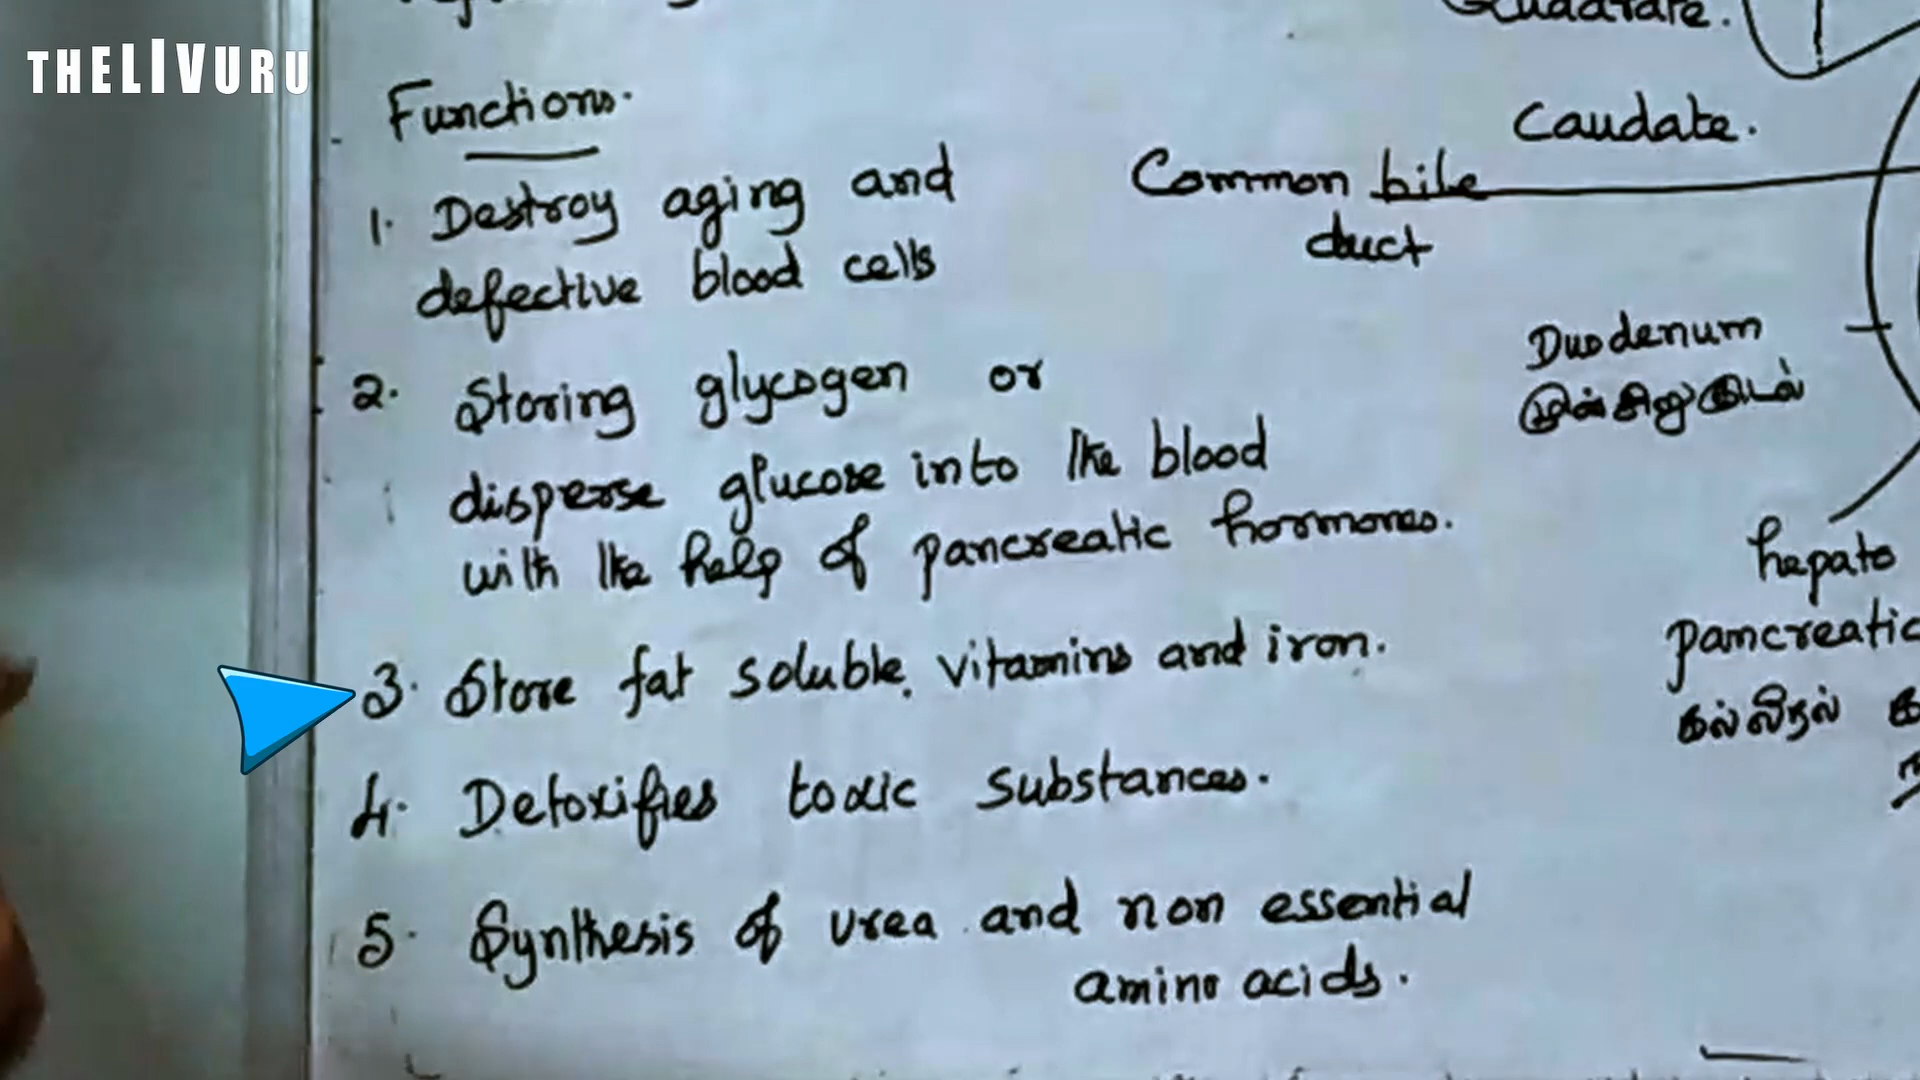 THELIVURU
Quadrate.
Functions.
Caudate.
1. Destroy aging and
defective blood cells
Common bile
duct
2. Storing glycogen or
disperse glucose into the blood
with the help of pancreatic hormones.
Duodenum
முன்சிறுகுடல்
3. Store fat soluble vitamins and iron.
hepato
pancreatic
4. Detoxifies toxic substances.
5. Synthesis of urea and non essential
amino acids.